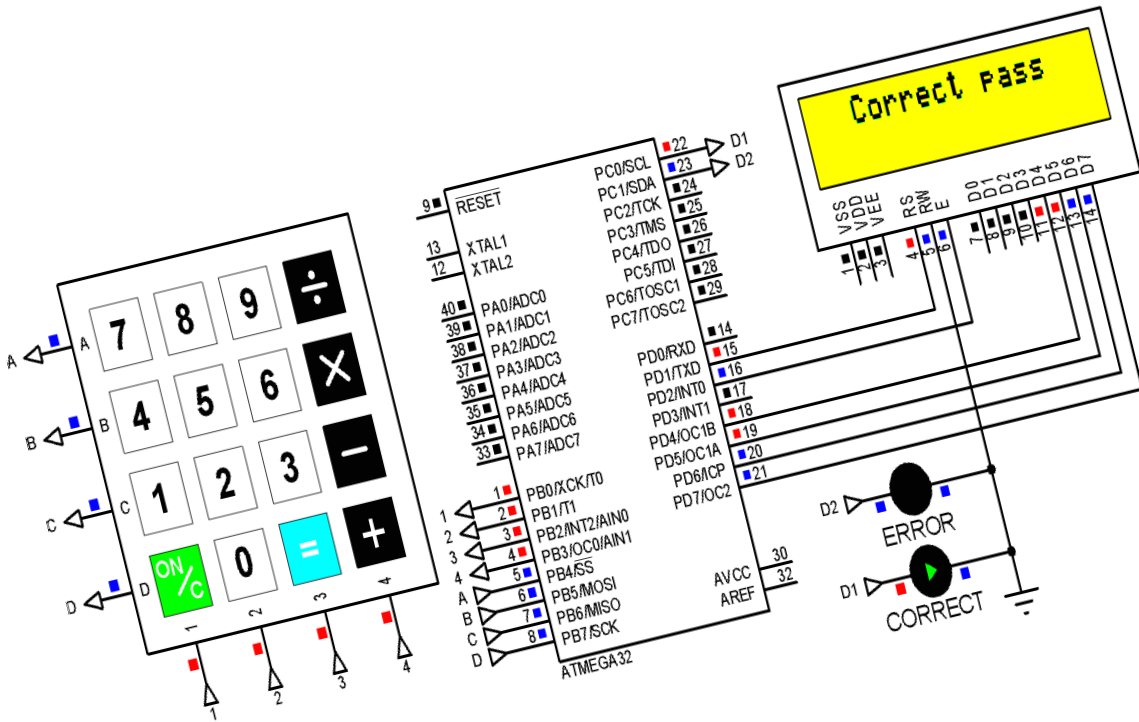 Correct pass
VSS
VDD
VEE
RS
RW
E
D0
D1
D2
D3
D4
D5
D6
D7
1
2
3
4
5
6
7
8
9
10
11
12
13
14
7 8 9 ÷
4 5 6 ×
1 2 3 −
ON/C 0 = +
A A
B B
C C
D D
1 2 3 4
1 2 3 4
9 RESET
13 XTAL1
12 XTAL2
40 PA0/ADC0
39 PA1/ADC1
38 PA2/ADC2
37 PA3/ADC3
36 PA4/ADC4
35 PA5/ADC5
34 PA6/ADC6
33 PA7/ADC7
1 1 PB0/XCK/T0
2 2 PB1/T1
3 3 PB2/INT2/AIN0
4 4 PB3/OC0/AIN1
A 5 PB4/SS
B 6 PB5/MOSI
C 7 PB6/MISO
D 8 PB7/SCK
PC0/SCL 22 D1
PC1/SDA 23 D2
PC2/TCK 24
PC3/TMS 25
PC4/TDO 26
PC5/TDI 27
PC6/TOSC1 28
PC7/TOSC2 29
PD0/RXD 14
PD1/TXD 15
PD2/INT0 16
PD3/INT1 17
PD4/OC1B 18
PD5/OC1A 19
PD6/ICP 20
PD7/OC2 21
AVCC 30
AREF 32
ATMEGA32
D2
ERROR
D1
CORRECT